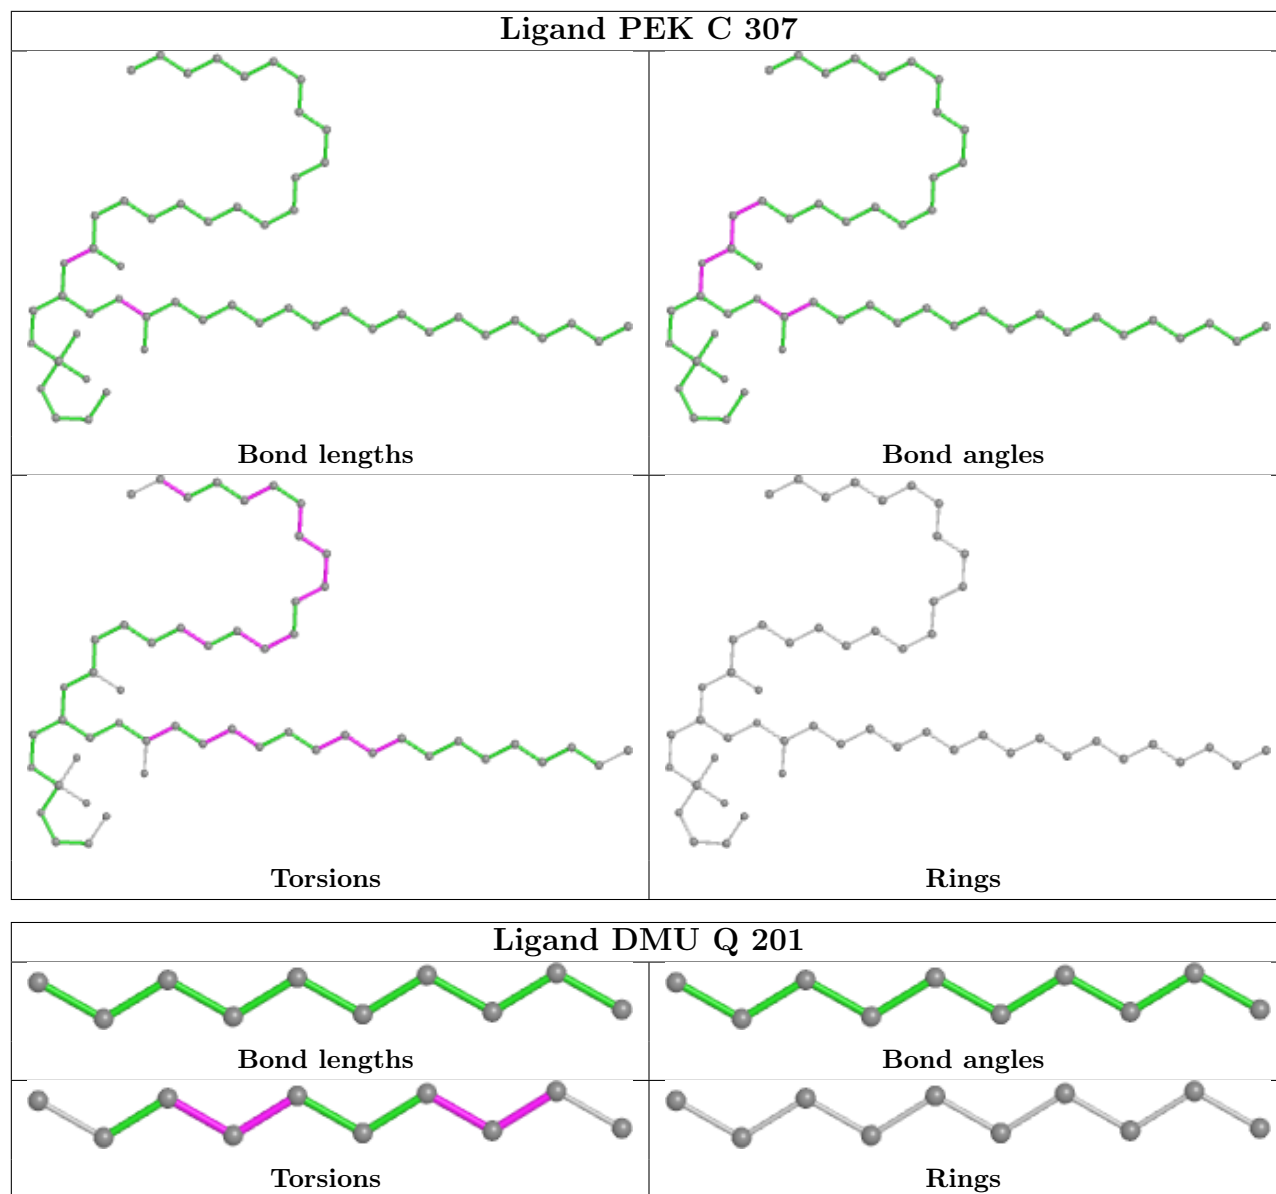 Ligand PEK C 307
Bond lengths
Bond angles
Torsions
Rings
Ligand DMU Q 201
Bond lengths
Bond angles
Torsions
Rings